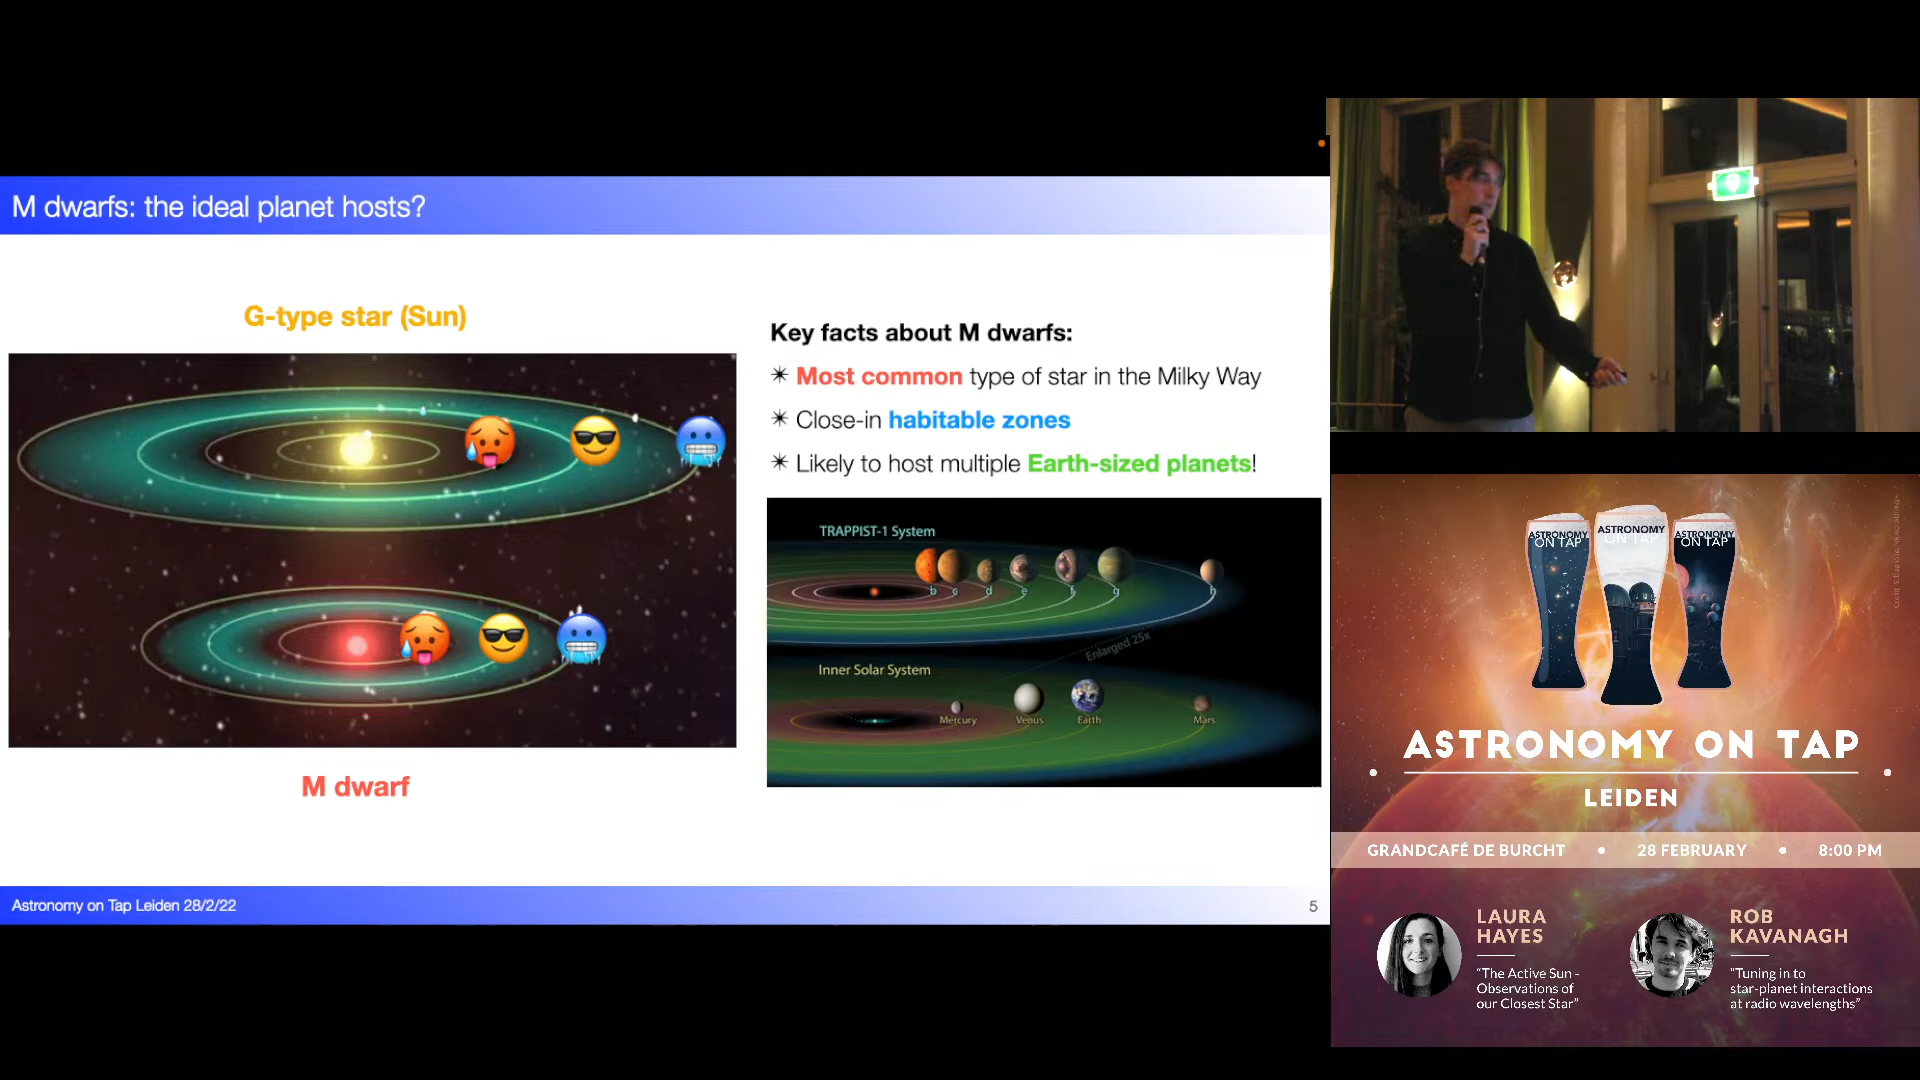 M dwarfs: the ideal planet hosts?
G-type star (Sun)
M dwarf
Key facts about M dwarfs:
✴ Most common type of star in the Milky Way
✴ Close-in habitable zones
✴ Likely to host multiple Earth-sized planets!
TRAPPIST-1 System
b c d e f g h
Enlarged 25x
Inner Solar System
Mercury Venus Earth Mars
Astronomy on Tap Leiden 28/2/22
5
ASTRONOMY ON TAP
ASTRONOMY ON TAP
ASTRONOMY ON TAP
ASTRONOMY ON TAP
LEIDEN
GRANDCAFÉ DE BURCHT • 28 FEBRUARY • 8:00 PM
LAURA
HAYES
"The Active Sun -
Observations of
our Closest Star"
ROB
KAVANAGH
"Tuning in to
star-planet interactions
at radio wavelengths"